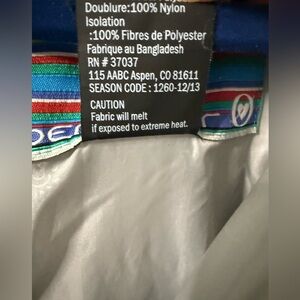 Doublure:100% Nylon
Isolation
:100% Fibres de Polyester
Fabrique au Bangladesh
RN # 37037
115 AABC Aspen, CO 81611
SEASON CODE : 1260-12/13
CAUTION
Fabric will melt
if exposed to extreme heat.